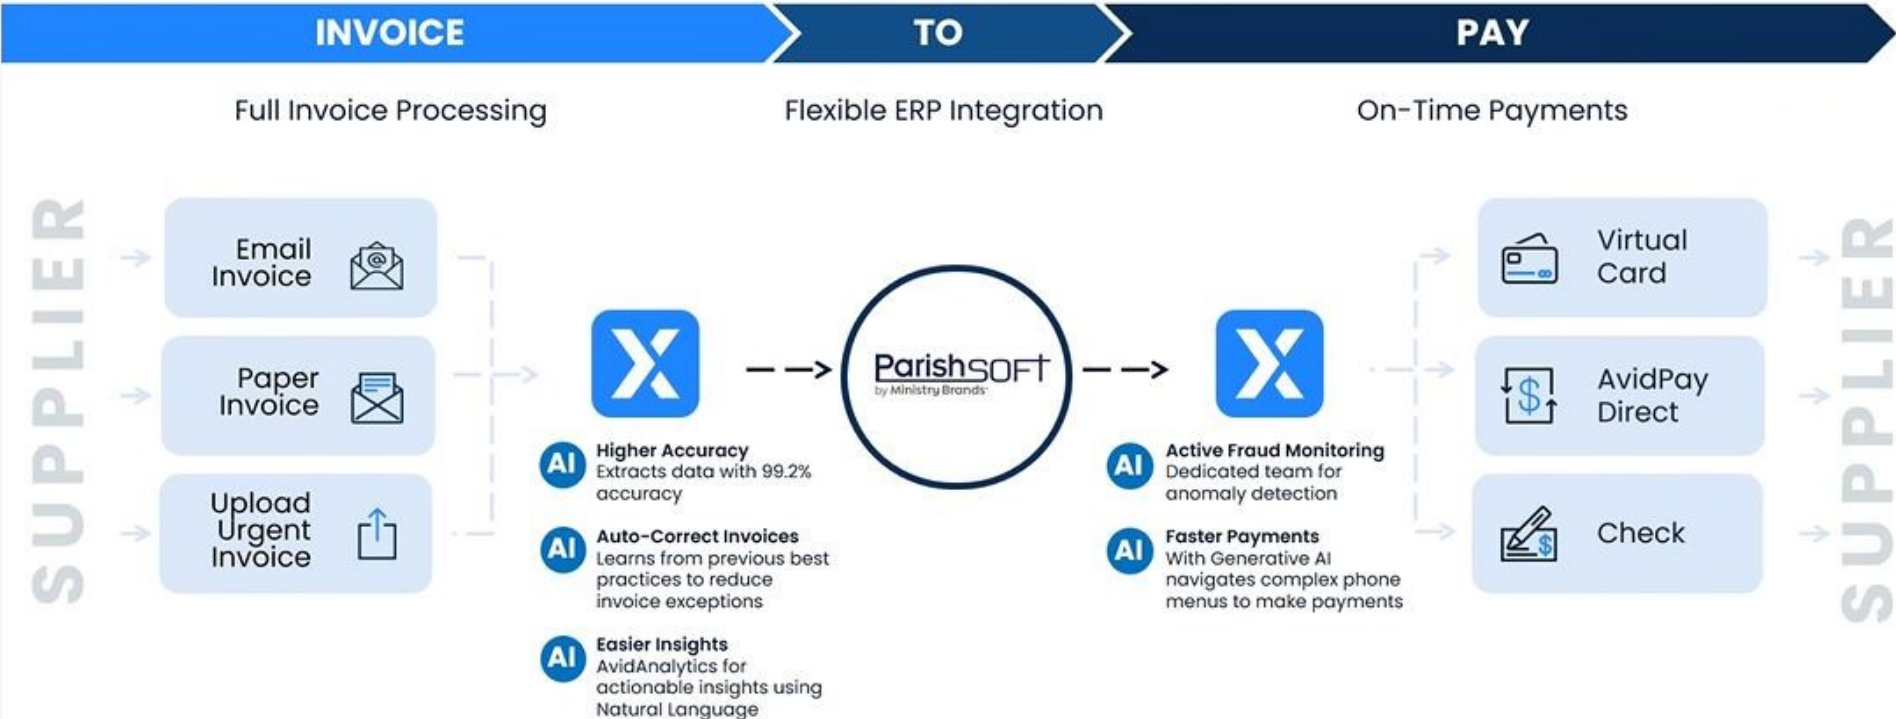 INVOICE
TO
PAY
Full Invoice Processing
Flexible ERP Integration
On-Time Payments
SUPPLIER
Email
Invoice
Paper
Invoice
Upload
Urgent
Invoice
AI
Higher Accuracy
Extracts data with 99.2%
accuracy
AI
Auto-Correct Invoices
Learns from previous best
practices to reduce
invoice exceptions
AI
Easier Insights
AvidAnalytics for
actionable insights using
Natural Language
ParishSOFT
by Ministry Brands
AI
Active Fraud Monitoring
Dedicated team for
anomaly detection
AI
Faster Payments
With Generative AI
navigates complex phone
menus to make payments
Virtual
Card
$
AvidPay
Direct
$
Check
SUPPLIER